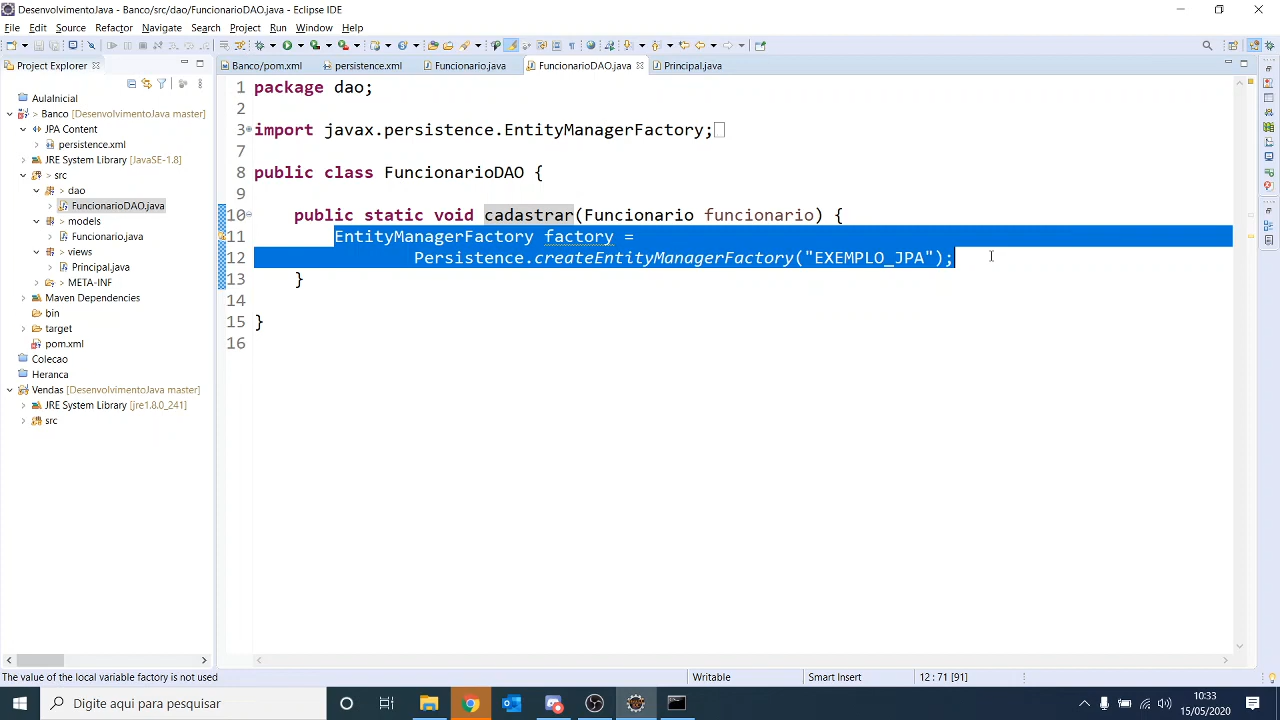 DesenvolvimentoJava - Banco/src/dao/FuncionarioDAO.java - Eclipse IDE
File Edit Source Refactor Navigate Search Project Run Window Help
Project Explorer
Banco/pom.xml persistence.xml Funcionario.java FuncionarioDAO.java Principal.java
AulaInicial
> Banco [DesenvolvimentoJava master]
JPA Content
persistence.xml
JRE System Library [JavaSE-1.8]
> src
> dao
FuncionarioDAO.java
> models
Funcionario.java
> views
Principal.java
> META-INF
Maven Dependencies
bin
target
pom.xml
Colecao
Heranca
Vendas [DesenvolvimentoJava master]
JRE System Library [jre1.8.0_241]
src
1 package dao;
2
3 import javax.persistence.EntityManagerFactory;
7
8 public class FuncionarioDAO {
9
10 public static void cadastrar(Funcionario funcionario) {
11 EntityManagerFactory factory =
12 Persistence.createEntityManagerFactory("EXEMPLO_JPA");
13 }
14
15 }
16
The value of the local variable factory is not used
Writable
Smart Insert
12 : 71 [91]
Digite aqui para pesquisar
10:33
15/05/2020